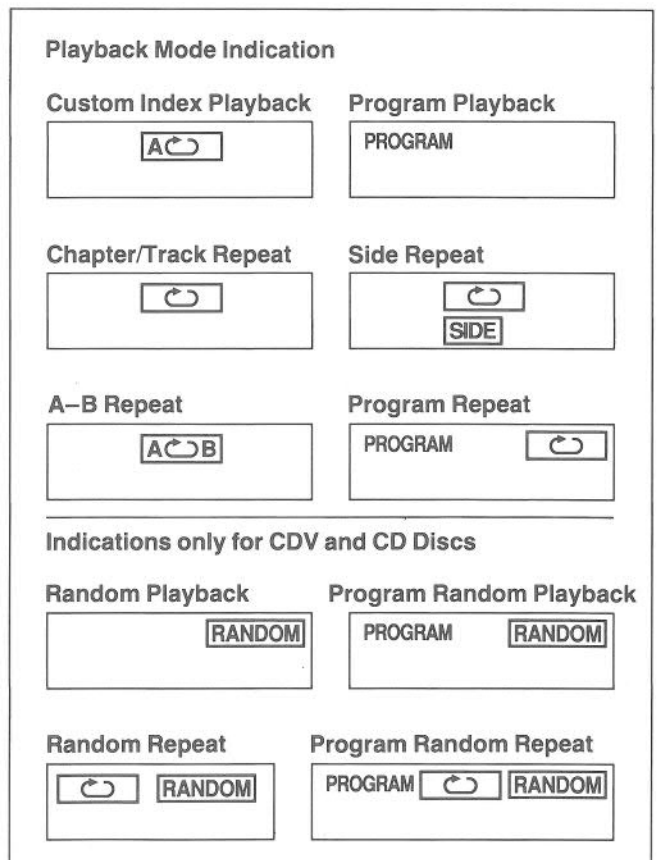 Playback Mode Indication
Custom Index Playback Program Playback
A PROGRAM
Chapter/Track Repeat Side Repeat
SIDE
A–B Repeat Program Repeat
A B PROGRAM
Indications only for CDV and CD Discs
Random Playback Program Random Playback
RANDOM PROGRAM RANDOM
Random Repeat Program Random Repeat
RANDOM PROGRAM RANDOM